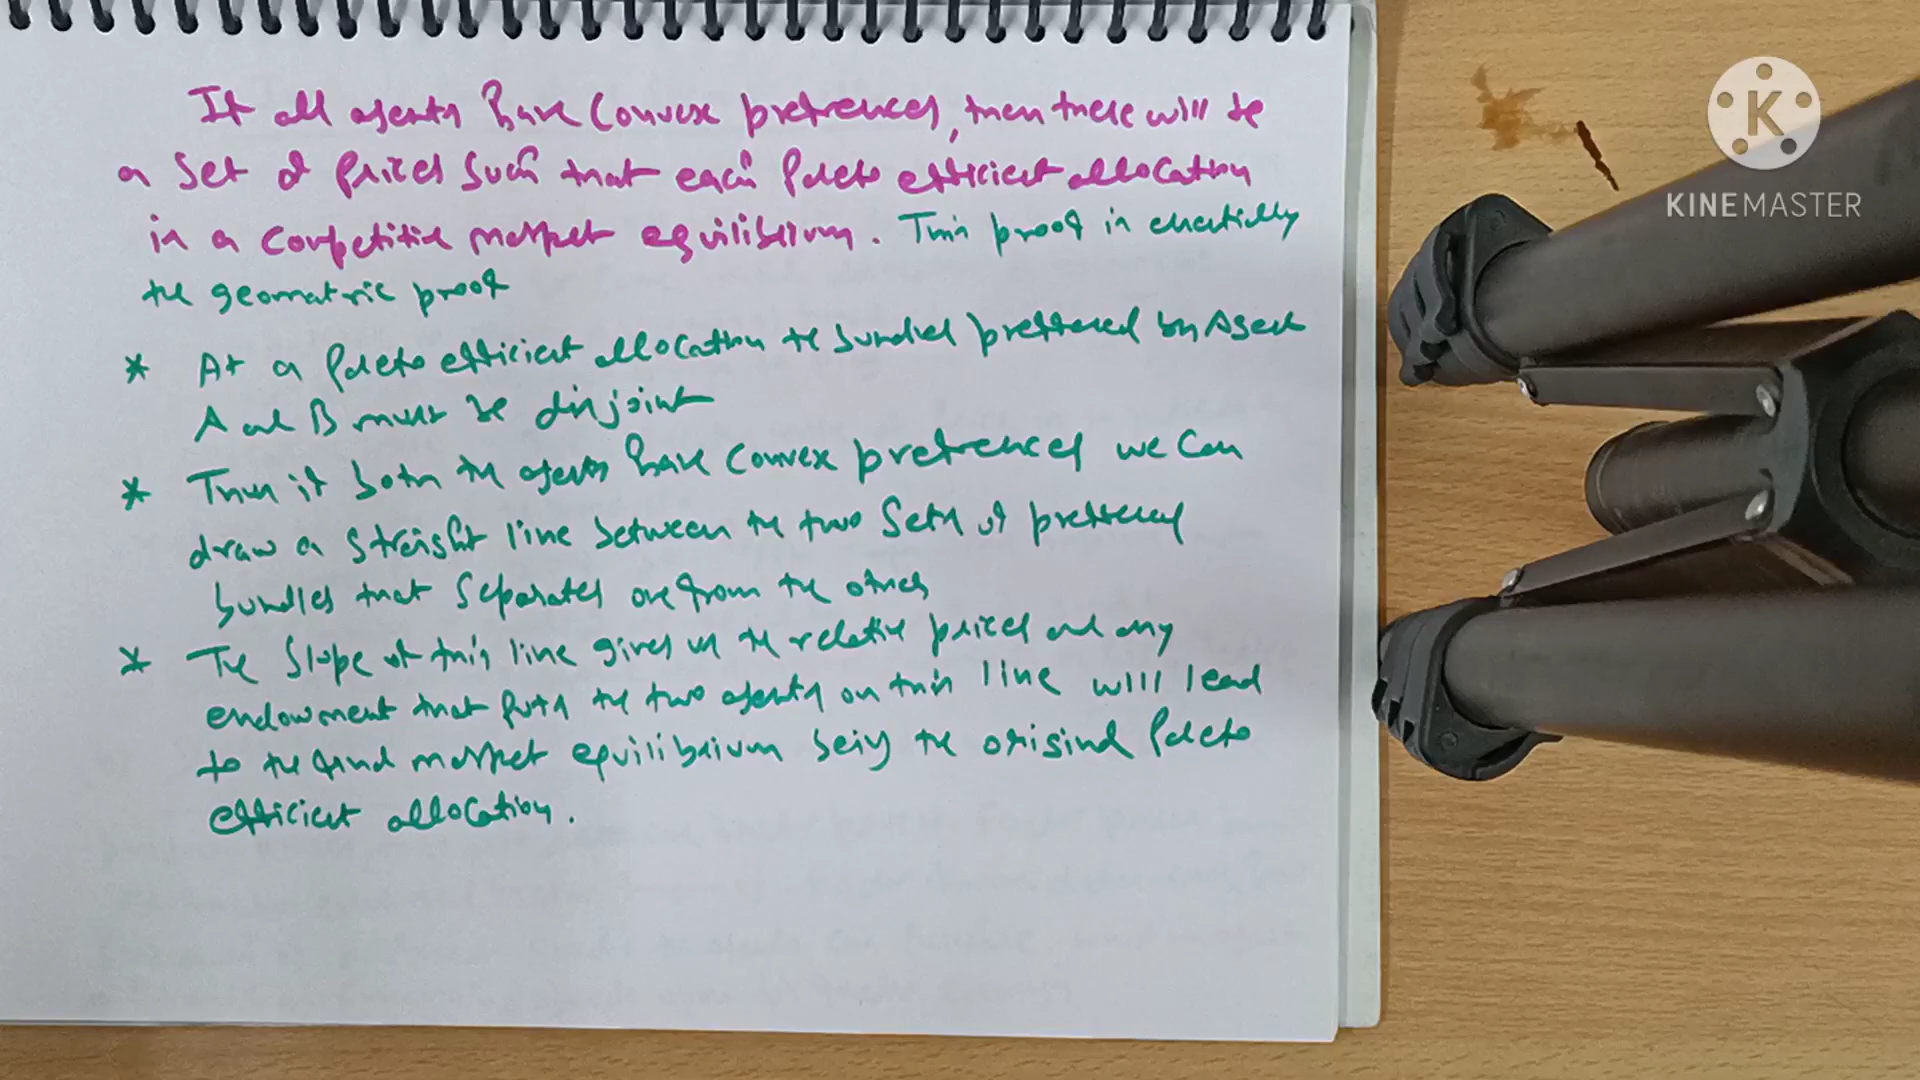 If all agents have convex preferences, then there will be
a set of prices such that each Pareto efficient allocation
is a competitive market equilibrium. This proof is essentially
the geometric proof
* At a Pareto efficient allocation the bundles preffered by Agent
A and B must be disjoint
* Thus if both the agents have convex preferences we can
draw a straight line between the two sets of preffered
bundles that separates one from the other
* The slope of this line gives us the relative prices and any
endowment that puts the two agents on this line will lead
to the final market equilibrium being the original Pareto
efficient allocation.
K
KINEMASTER